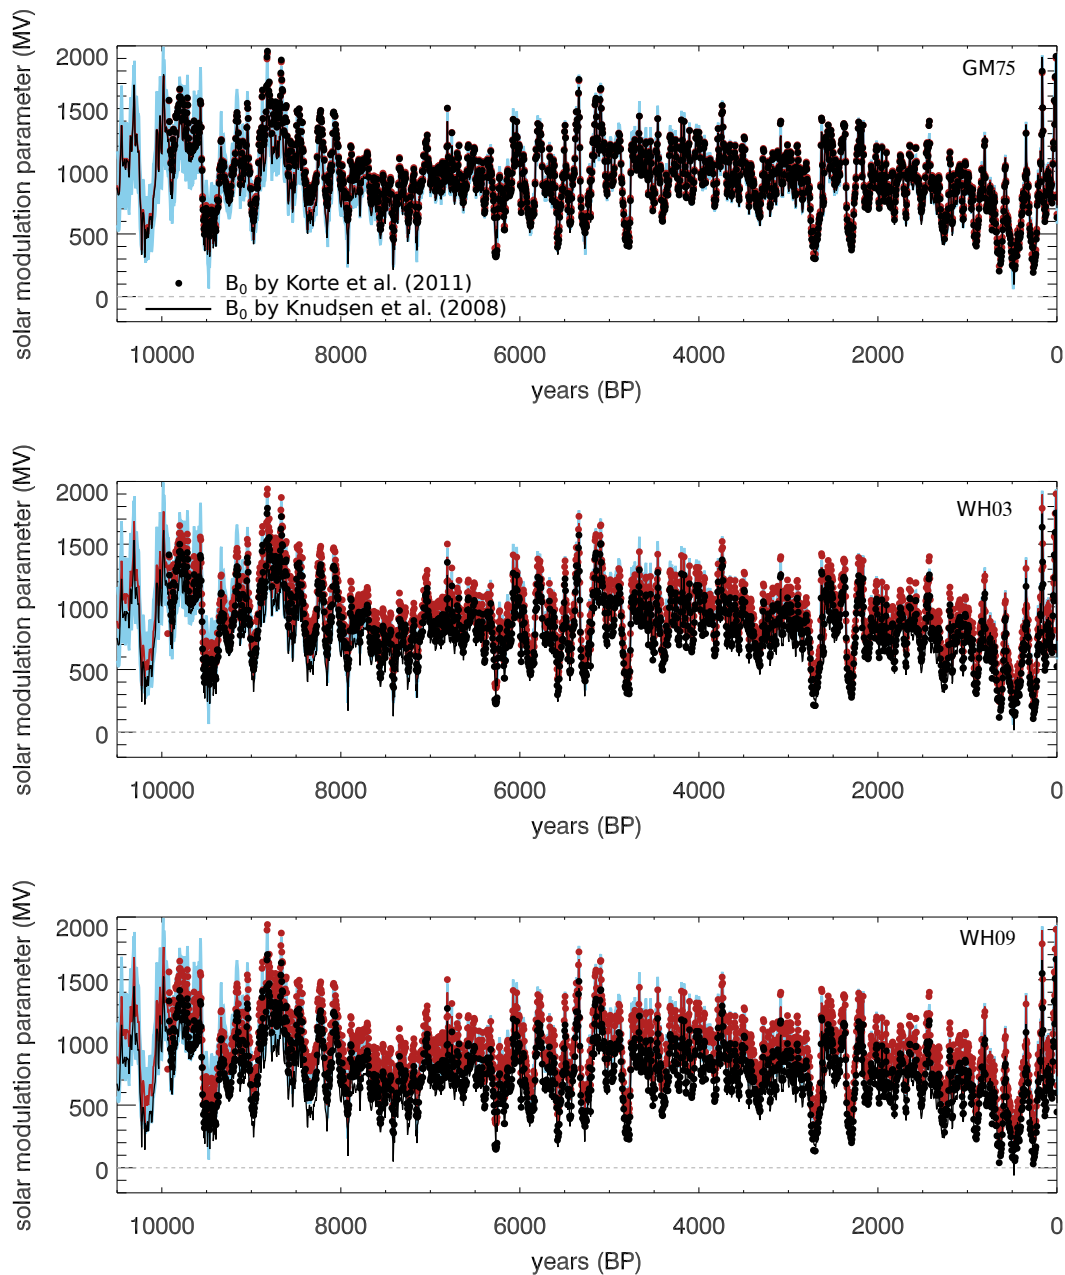 solar modulation parameter (MV)
2000
1500
1000
500
0
GM75
B₀ by Korte et al. (2011)
B₀ by Knudsen et al. (2008)
10000 8000 6000 4000 2000 0
years (BP)
solar modulation parameter (MV)
2000
1500
1000
500
0
WH03
10000 8000 6000 4000 2000 0
years (BP)
solar modulation parameter (MV)
2000
1500
1000
500
0
WH09
10000 8000 6000 4000 2000 0
years (BP)